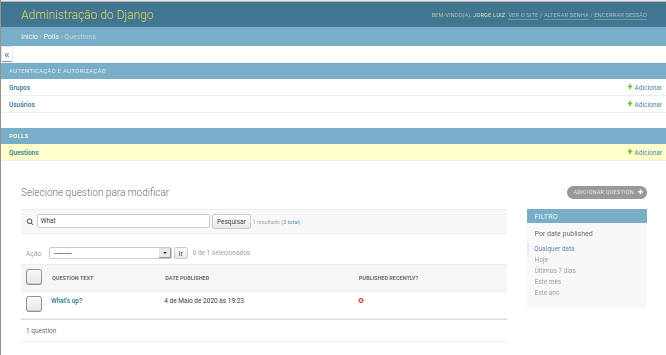 Administração do Django
BEM-VINDO(A), JORGE LUIZ. VER O SITE / ALTERAR SENHA / ENCERRAR SESSÃO
Início › Polls › Questions
«
AUTENTICAÇÃO E AUTORIZAÇÃO
Grupos + Adicionar
Usuários + Adicionar
POLLS
Questions + Adicionar
Selecione question para modificar
ADICIONAR QUESTION +
What Pesquisar 1 resultado (2 total)
Ação: --------- Ir 0 de 1 selecionados
QUESTION TEXT DATE PUBLISHED PUBLISHED RECENTLY?
What's up? 4 de Maio de 2020 às 19:23
1 question
FILTRO
Por date published
Qualquer data
Hoje
Últimos 7 dias
Este mês
Este ano